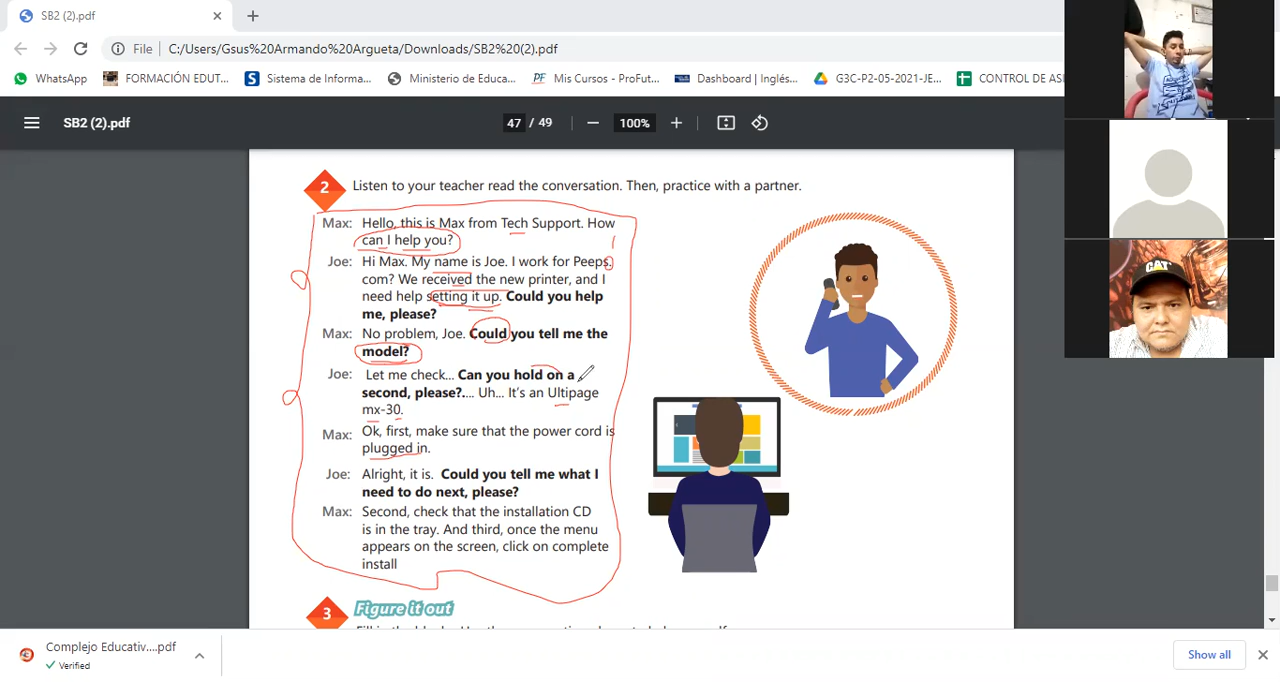 SB2 (2).pdf
File | C:/Users/Gsus%20Armando%20Argueta/Downloads/SB2%20(2).pdf
WhatsApp FORMACIÓN EDUT... Sistema de Informa... Ministerio de Educa... Mis Cursos - ProFut... Dashboard | Inglés,... G3C-P2-05-2021-JE... CONTROL DE ASI
SB2 (2).pdf 47 / 49 100%
2 Listen to your teacher read the conversation. Then, practice with a partner.
Max: Hello, this is Max from Tech Support. How
can I help you?
Joe: Hi Max. My name is Joe. I work for Peeps.
com? We received the new printer, and I
need help setting it up. Could you help
me, please?
Max: No problem, Joe. Could you tell me the
model?
Joe: Let me check... Can you hold on a
second, please?.... Uh... It's an Ultipage
mx-30.
Max: Ok, first, make sure that the power cord is
plugged in.
Joe: Alright, it is. Could you tell me what I
need to do next, please?
Max: Second, check that the installation CD
is in the tray. And third, once the menu
appears on the screen, click on complete
install
3 Figure it out
CAT
Complejo Educativ....pdf
Verified
Show all